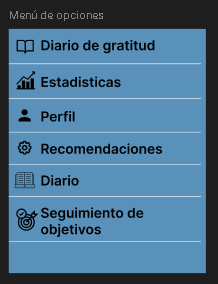 Menú de opciones
Diario de gratitud
Estadisticas
Perfil
Recomendaciones
Diario
Seguimiento de
objetivos